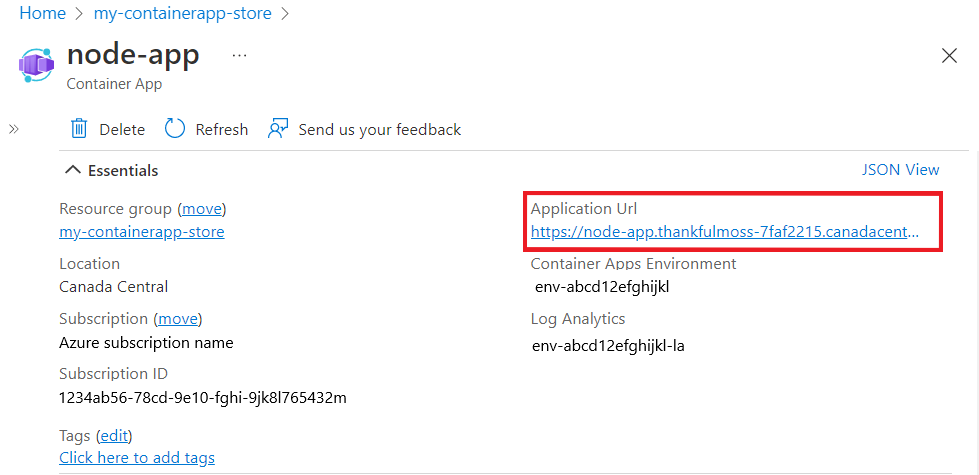 Home > my-containerapp-store >
node-app ...
Container App
» Delete Refresh Send us your feedback
Essentials JSON View
Resource group (move)
my-containerapp-store
Location
Canada Central
Subscription (move)
Azure subscription name
Subscription ID
1234ab56-78cd-9e10-fghi-9jk8l765432m
Tags (edit)
Click here to add tags
Application Url
https://node-app.thankfulmoss-7faf2215.canadacent...
Container Apps Environment
env-abcd12efghijkl
Log Analytics
env-abcd12efghijkl-la